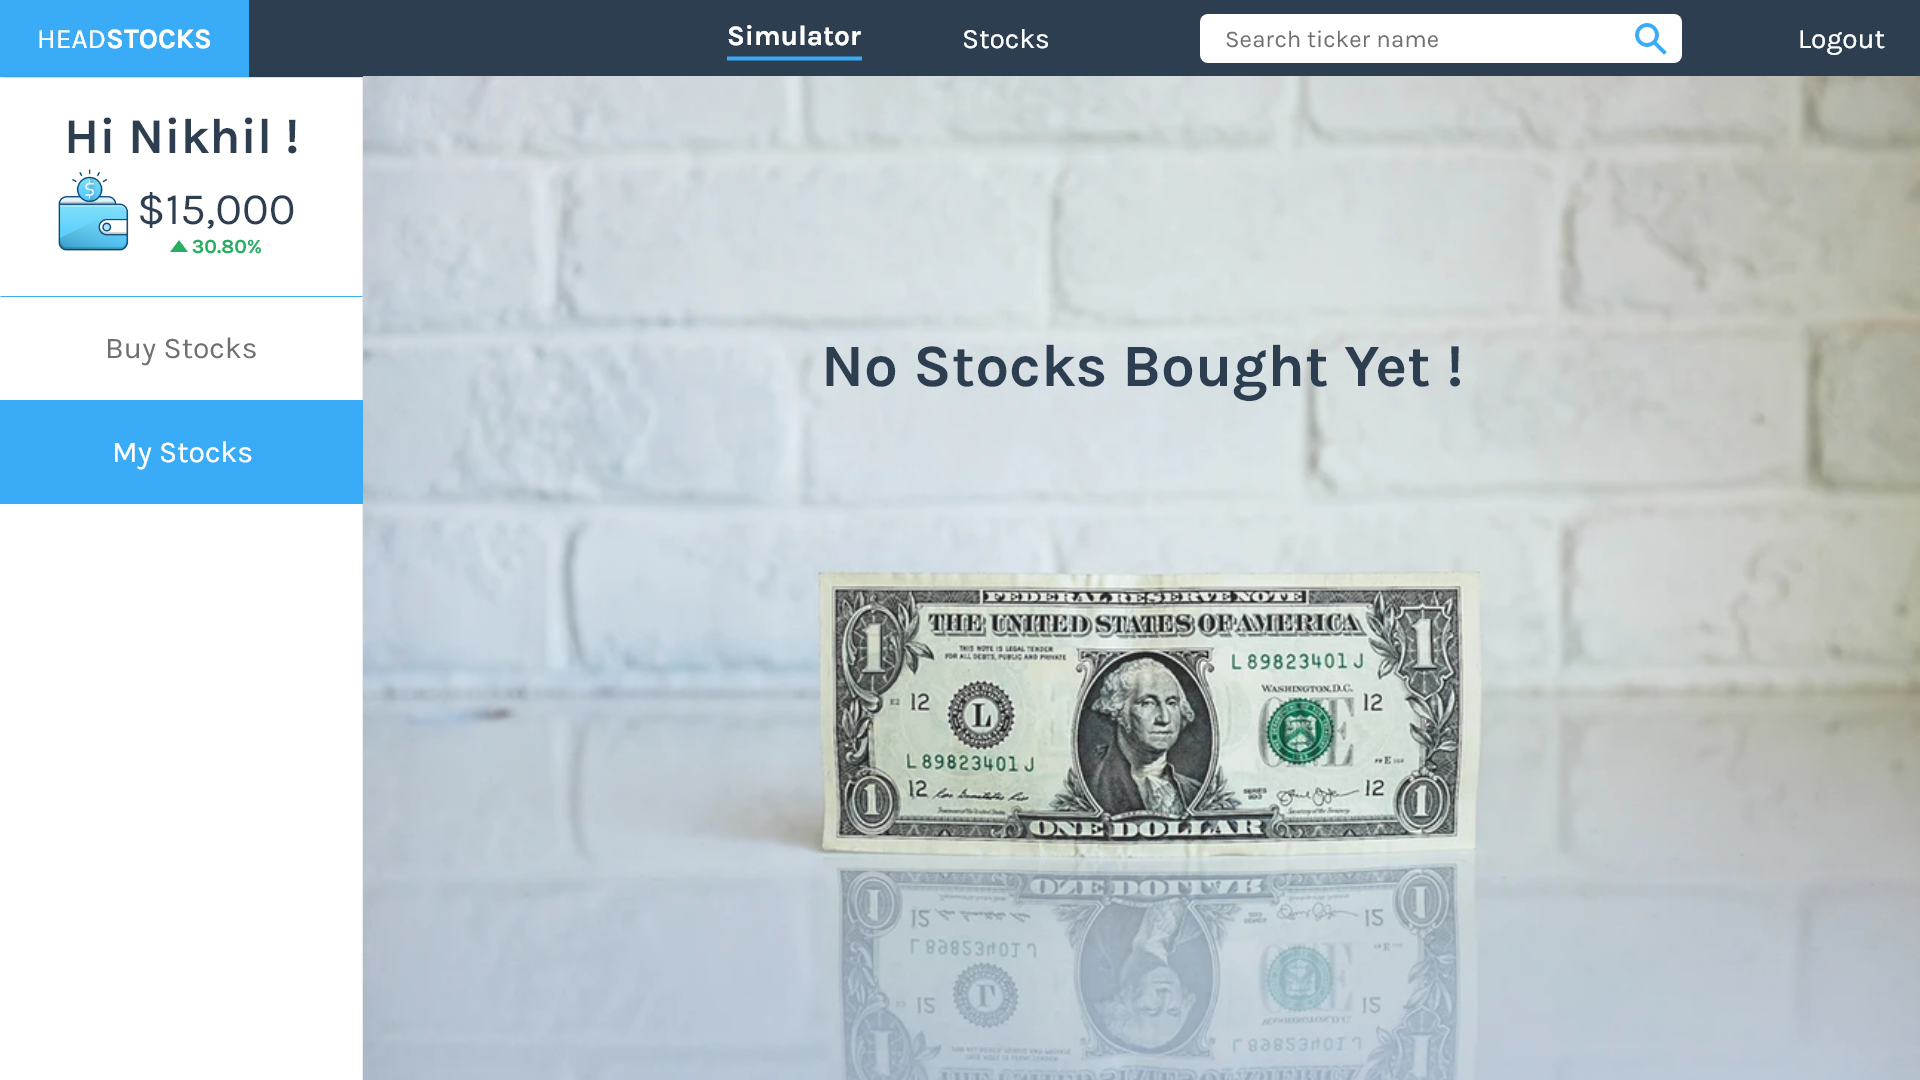 HEADSTOCKS
Simulator
Stocks
Search ticker name
Logout
Hi Nikhil !
$15,000
30.80%
Buy Stocks
My Stocks
No Stocks Bought Yet !
FEDERAL RESERVE NOTE
THE UNITED STATES OF AMERICA
THIS NOTE IS LEGAL TENDER
FOR ALL DEBTS, PUBLIC AND PRIVATE
L 89823401 J
WASHINGTON, D.C.
1
1
12
12
L
ONE
L 89823401 J
12
12
1
1
ONE DOLLAR